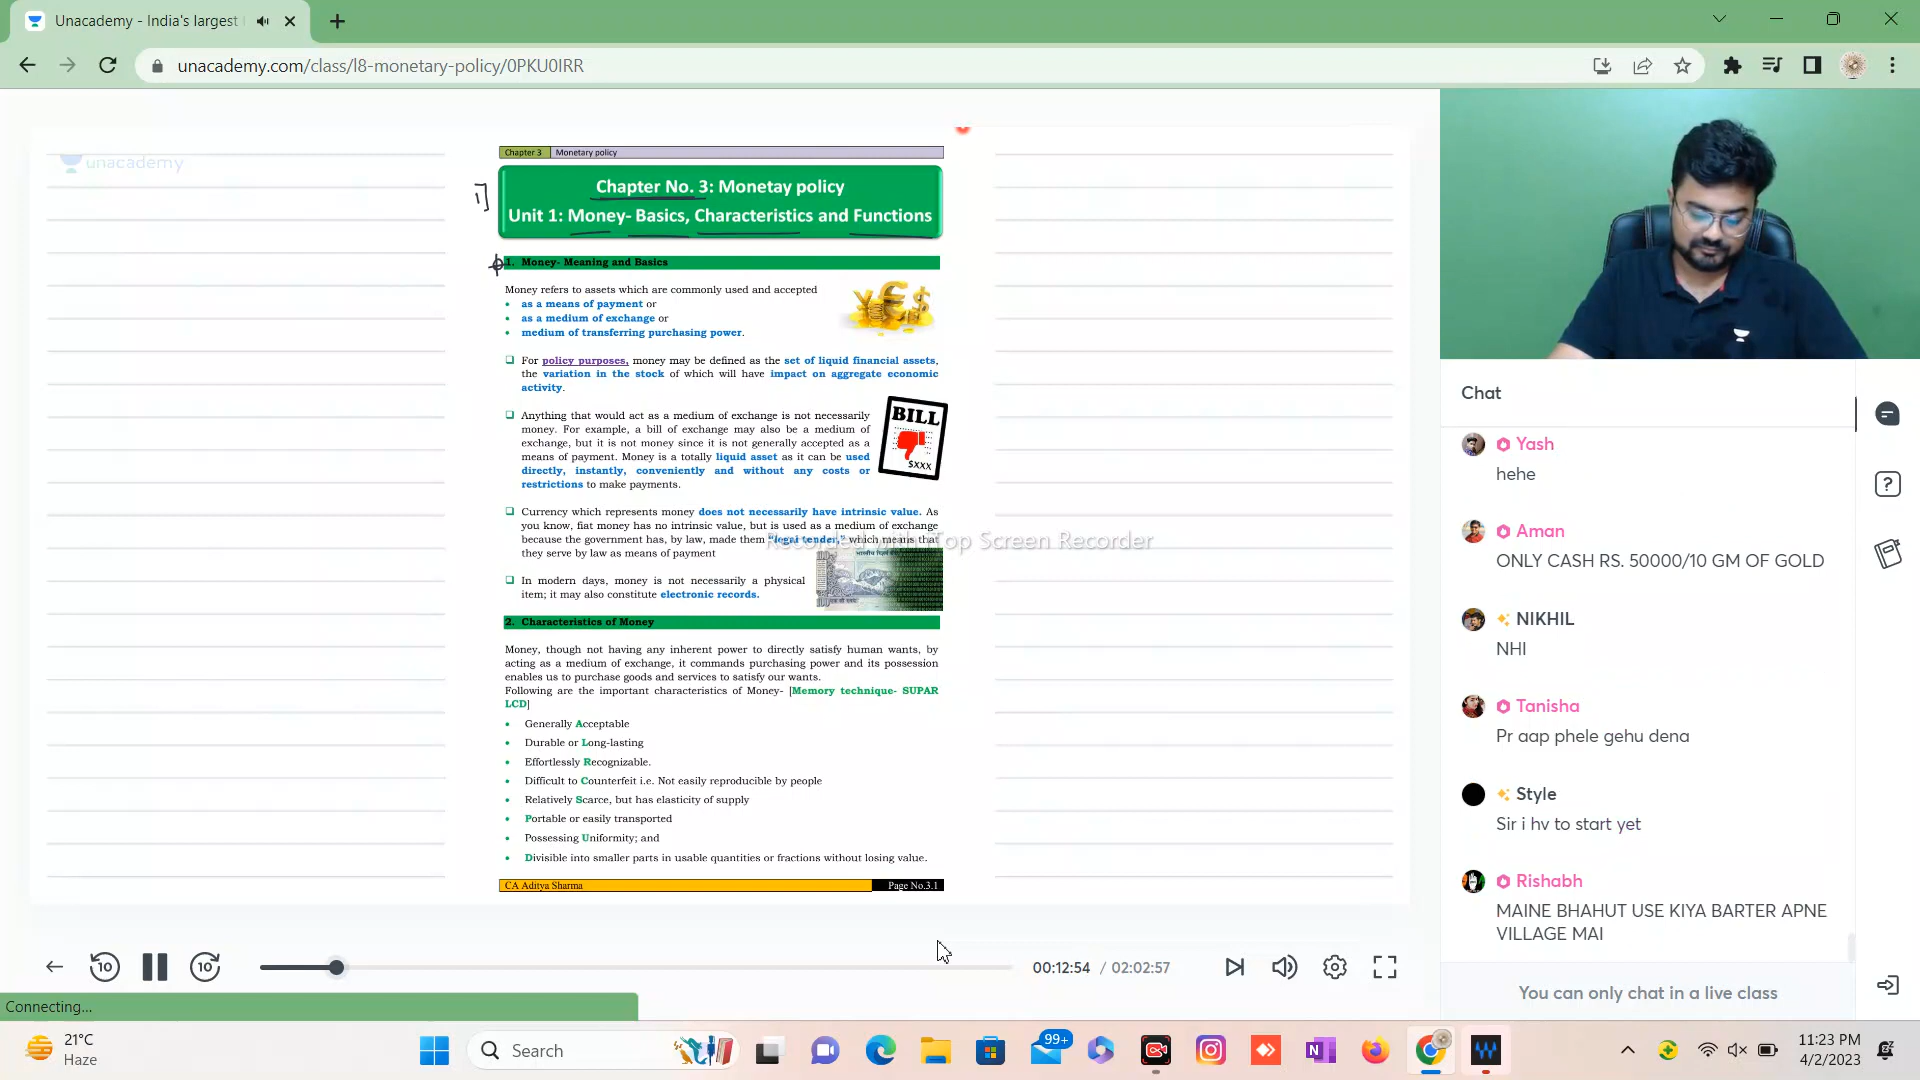 Unacademy - India's largest
unacademy.com/class/l8-monetary-policy/0PKU0IRR
unacademy
Chapter 3 Monetary policy
Chapter No. 3: Monetay policy
Unit 1: Money- Basics, Characteristics and Functions
1. Money- Meaning and Basics
Money refers to assets which are commonly used and accepted
• as a means of payment or
• as a medium of exchange or
• medium of transferring purchasing power.
❑ For policy purposes, money may be defined as the set of liquid financial assets,
the variation in the stock of which will have impact on aggregate economic
activity.
❑ Anything that would act as a medium of exchange is not necessarily
money. For example, a bill of exchange may also be a medium of
exchange, but it is not money since it is not generally accepted as a
means of payment. Money is a totally liquid asset as it can be used
directly, instantly, conveniently and without any costs or
restrictions to make payments.
BILL
$XXX
❑ Currency which represents money does not necessarily have intrinsic value. As
you know, fiat money has no intrinsic value, but is used as a medium of exchange
because the government has, by law, made them "legal tender," which means that
they serve by law as means of payment
Recorded with iTop Screen Recorder
❑ In modern days, money is not necessarily a physical
item; it may also constitute electronic records.
2. Characteristics of Money
Money, though not having any inherent power to directly satisfy human wants, by
acting as a medium of exchange, it commands purchasing power and its possession
enables us to purchase goods and services to satisfy our wants.
Following are the important characteristics of Money- [Memory technique- SUPAR
LCD]
• Generally Acceptable
• Durable or Long-lasting
• Effortlessly Recognizable.
• Difficult to Counterfeit i.e. Not easily reproducible by people
• Relatively Scarce, but has elasticity of supply
• Portable or easily transported
• Possessing Uniformity; and
• Divisible into smaller parts in usable quantities or fractions without losing value.
CA Aditya Sharma Page No.3.1
Chat
Yash
hehe
Aman
ONLY CASH RS. 50000/10 GM OF GOLD
NIKHIL
NHI
Tanisha
Pr aap phele gehu dena
Style
Sir i hv to start yet
Rishabh
MAINE BHAHUT USE KIYA BARTER APNE
VILLAGE MAI
You can only chat in a live class
10 10 00:12:54 / 02:02:57
Connecting...
21°C
Haze
Search
99+
11:23 PM
4/2/2023